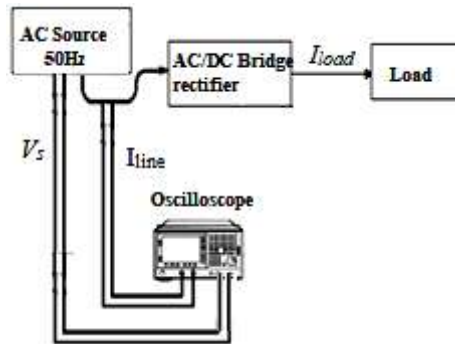 AC Source
50Hz
AC/DC Bridge
rectifier
Iload
Load
Vs
Iline
Oscilloscope